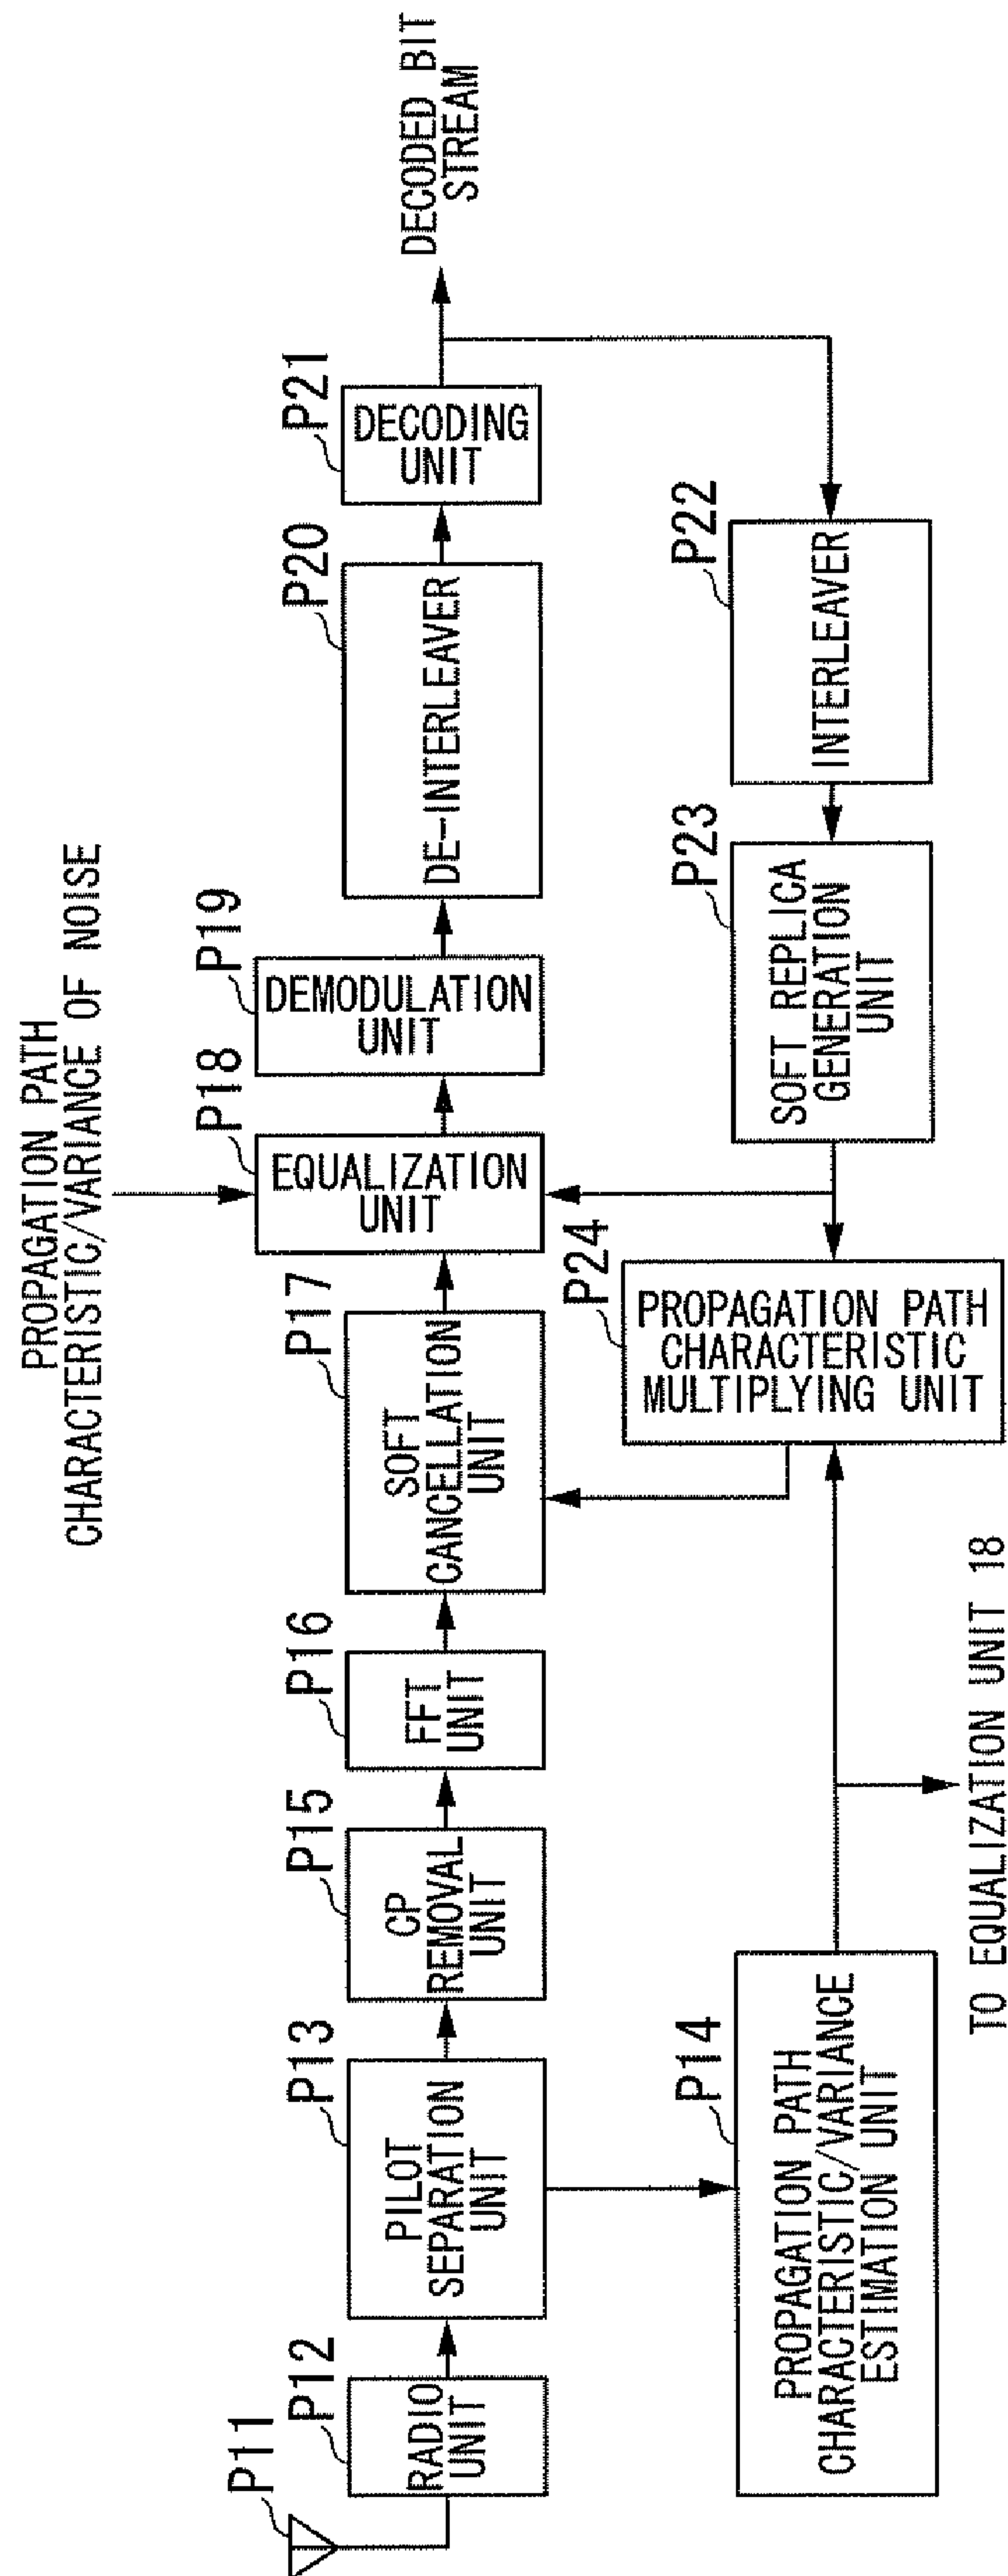 PROPAGATION PATH
CHARACTERISTIC/VARIANCE OF NOISE
P11
P12
RADIO
UNIT
P13
PILOT
SEPARATION
UNIT
P15
CP
REMOVAL
UNIT
P16
FFT
UNIT
P17
SOFT
CANCELLATION
UNIT
P18
EQUALIZATION
UNIT
P19
DEMODULATION
UNIT
P20
DE-INTERLEAVER
P21
DECODING
UNIT
DECODED BIT
STREAM
P14
PROPAGATION PATH
CHARACTERISTIC/VARIANCE
ESTIMATION UNIT
TO EQUALIZATION UNIT 18
P24
PROPAGATION PATH
CHARACTERISTIC
MULTIPLYING UNIT
P23
SOFT REPLICA
GENERATION
UNIT
P22
INTERLEAVER